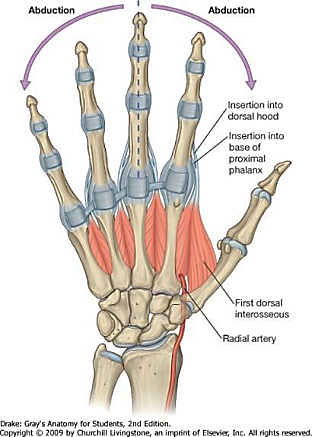 Abduction
Abduction
Insertion into
dorsal hood
Insertion into
base of
proximal
phalanx
First dorsal
interosseous
Radial artery
Drake: Gray's Anatomy for Students, 2nd Edition.
Copyright © 2009 by Churchill Livingstone, an imprint of Elsevier, Inc. All rights reserved.